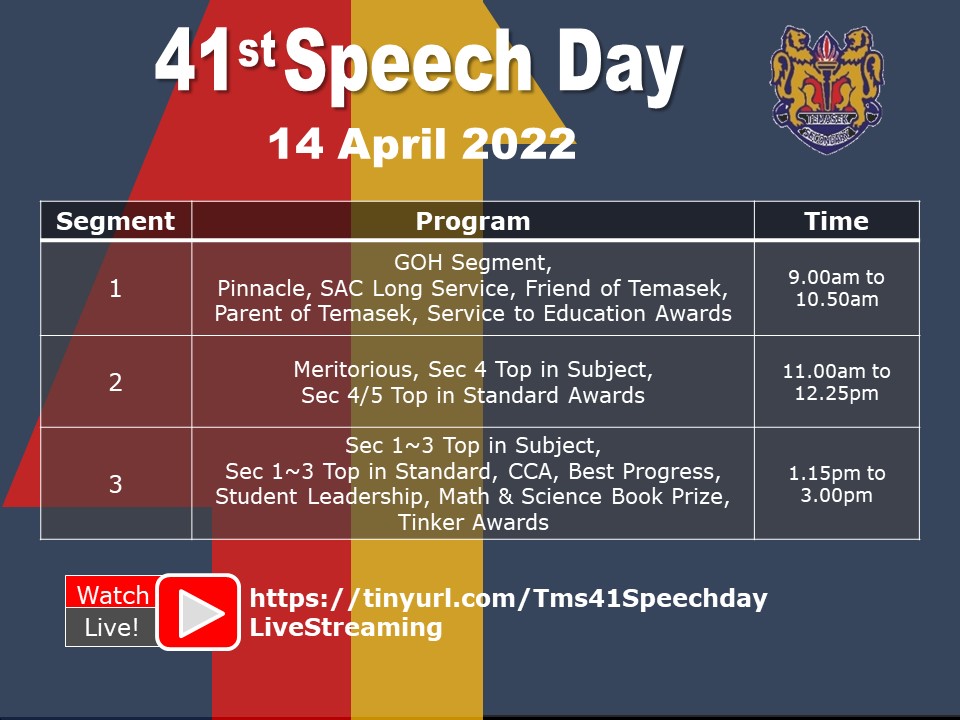 41st Speech Day
14 April 2022
TEMASEK
SECONDARY
Segment Program Time
1
GOH Segment,
Pinnacle, SAC Long Service, Friend of Temasek,
Parent of Temasek, Service to Education Awards
9.00am to
10.50am
2
Meritorious, Sec 4 Top in Subject,
Sec 4/5 Top in Standard Awards
11.00am to
12.25pm
3
Sec 1~3 Top in Subject,
Sec 1~3 Top in Standard, CCA, Best Progress,
Student Leadership, Math & Science Book Prize,
Tinker Awards
1.15pm to
3.00pm
Watch
Live!
https://tinyurl.com/Tms41Speechday
LiveStreaming